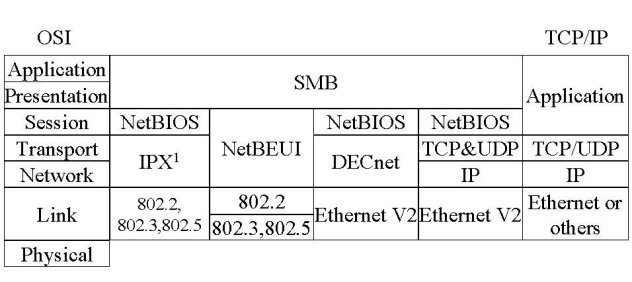 OSI TCP/IP
Application
SMB
Presentation
Application
Session NetBIOS NetBIOS NetBIOS
Transport IPX¹ NetBEUI DECnet TCP&UDP TCP/UDP
Network IP IP
Link 802.2, 802.2 Ethernet V2 Ethernet V2 Ethernet or
802.3,802.5 802.3,802.5 others
Physical